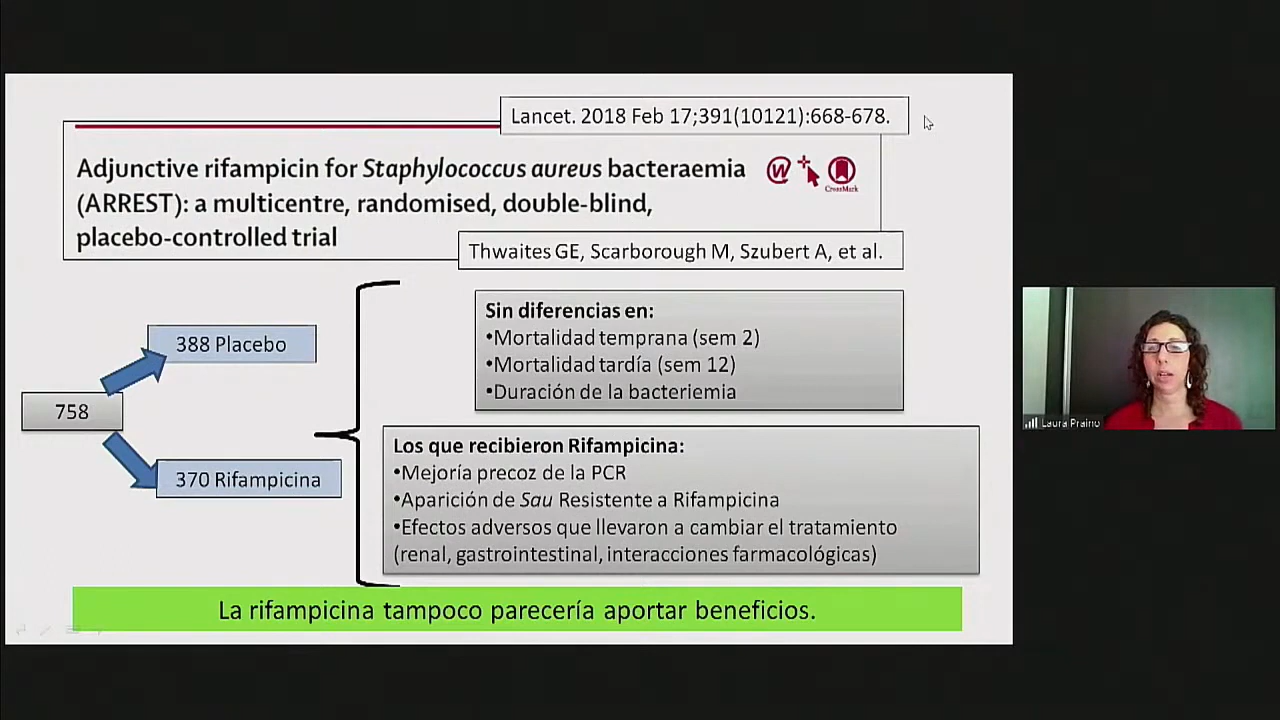 Lancet. 2018 Feb 17;391(10121):668-678.
Adjunctive rifampicin for Staphylococcus aureus bacteraemia
(ARREST): a multicentre, randomised, double-blind,
placebo-controlled trial
CrossMark
Thwaites GE, Scarborough M, Szubert A, et al.
Sin diferencias en:
•Mortalidad temprana (sem 2)
•Mortalidad tardía (sem 12)
•Duración de la bacteriemia
388 Placebo
758
370 Rifampicina
Los que recibieron Rifampicina:
•Mejoría precoz de la PCR
•Aparición de Sau Resistente a Rifampicina
•Efectos adversos que llevaron a cambiar el tratamiento
(renal, gastrointestinal, interacciones farmacológicas)
La rifampicina tampoco parecería aportar beneficios.
Laura Praino